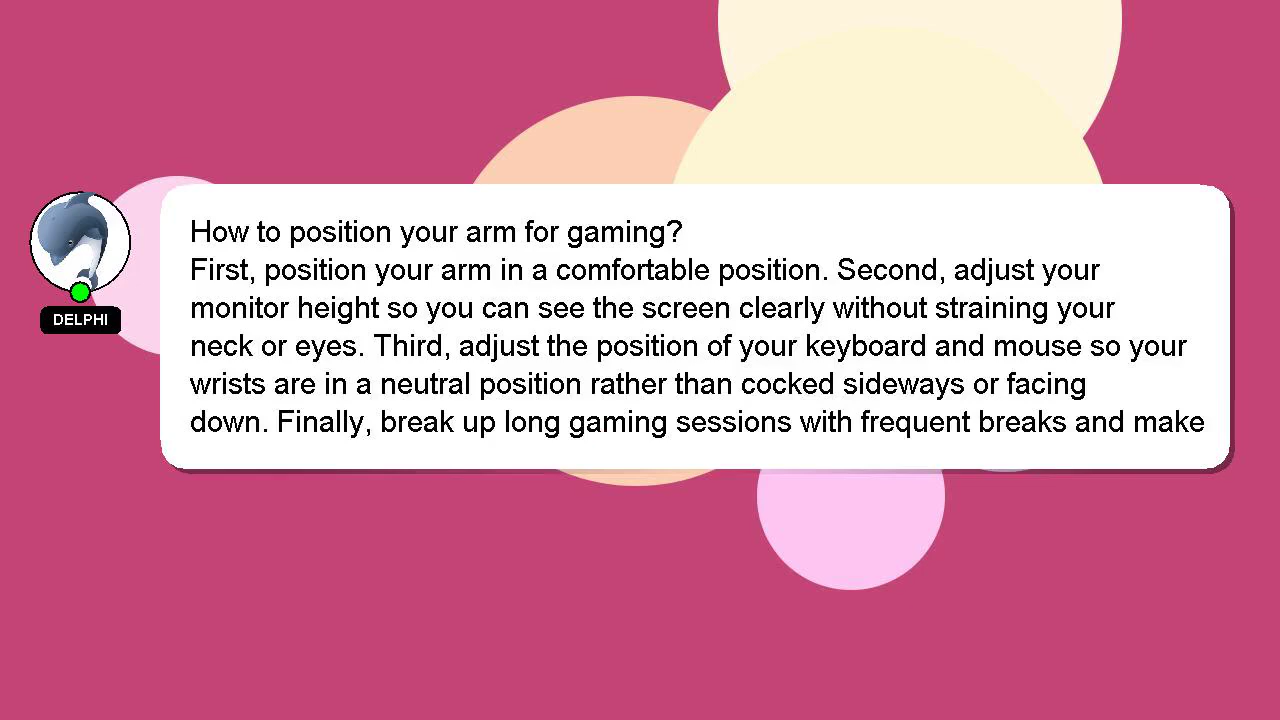 How to position your arm for gaming?
First, position your arm in a comfortable position. Second, adjust your
monitor height so you can see the screen clearly without straining your
neck or eyes. Third, adjust the position of your keyboard and mouse so your
wrists are in a neutral position rather than cocked sideways or facing
down. Finally, break up long gaming sessions with frequent breaks and make
DELPHI